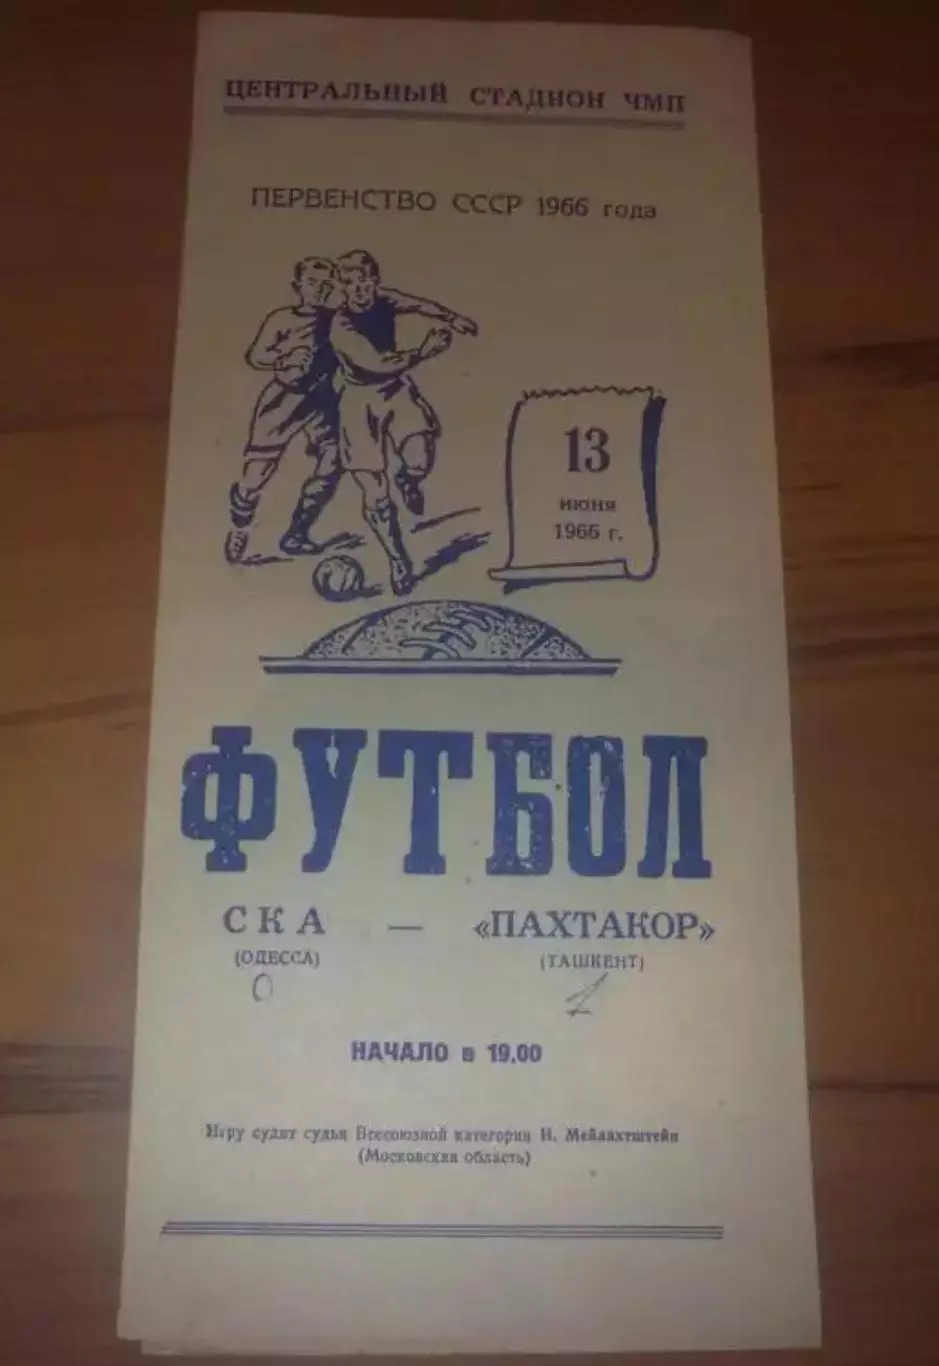 ЦЕНТРАЛЬНЫЙ СТАДИОН ЧМП
ПЕРВЕНСТВО СССР 1966 года
13
июня
1966 г.
ФУТБОЛ
СКА — «ПАХТАКОР»
(ОДЕССА) (ТАШКЕНТ)
0 1
НАЧАЛО в 19.00
Игру судит судья Всесоюзной категории Н. Мейлахтштейн
(Московская область)